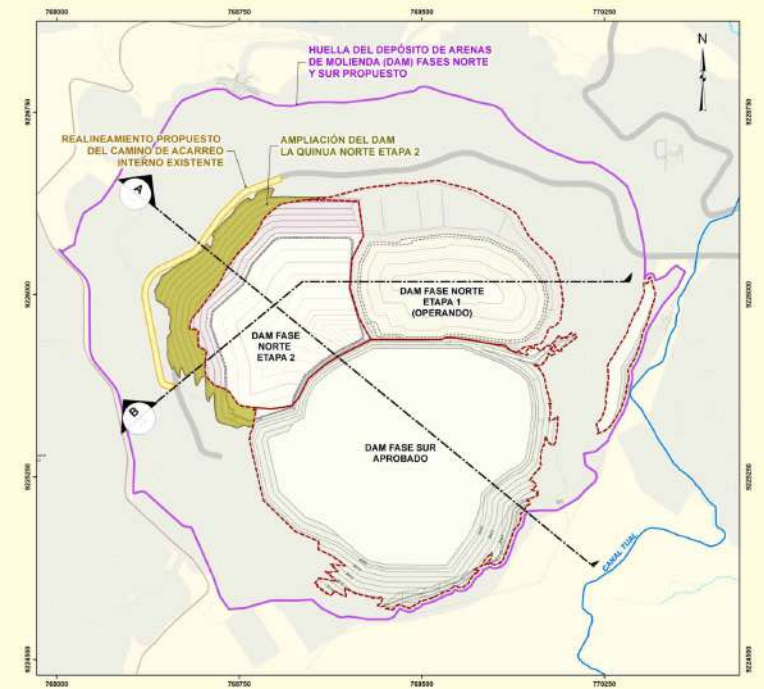 768000
768750
769500
770250
N
HUELLA DEL DEPÓSITO DE ARENAS
DE MOLIENDA (DAM) FASES NORTE
Y SUR PROPUESTO
9226750
9226750
REALINEAMIENTO PROPUESTO
DEL CAMINO DE ACARREO
INTERNO EXISTENTE
AMPLIACIÓN DEL DAM
LA QUINUA NORTE ETAPA 2
A
9226000
9226000
DAM FASE NORTE
ETAPA 1
(OPERANDO)
DAM FASE
NORTE
ETAPA 2
B
DAM FASE SUR
APROBADO
9225250
9225250
CANAL TUAL
9224500
9224500
768000
768750
769500
770250